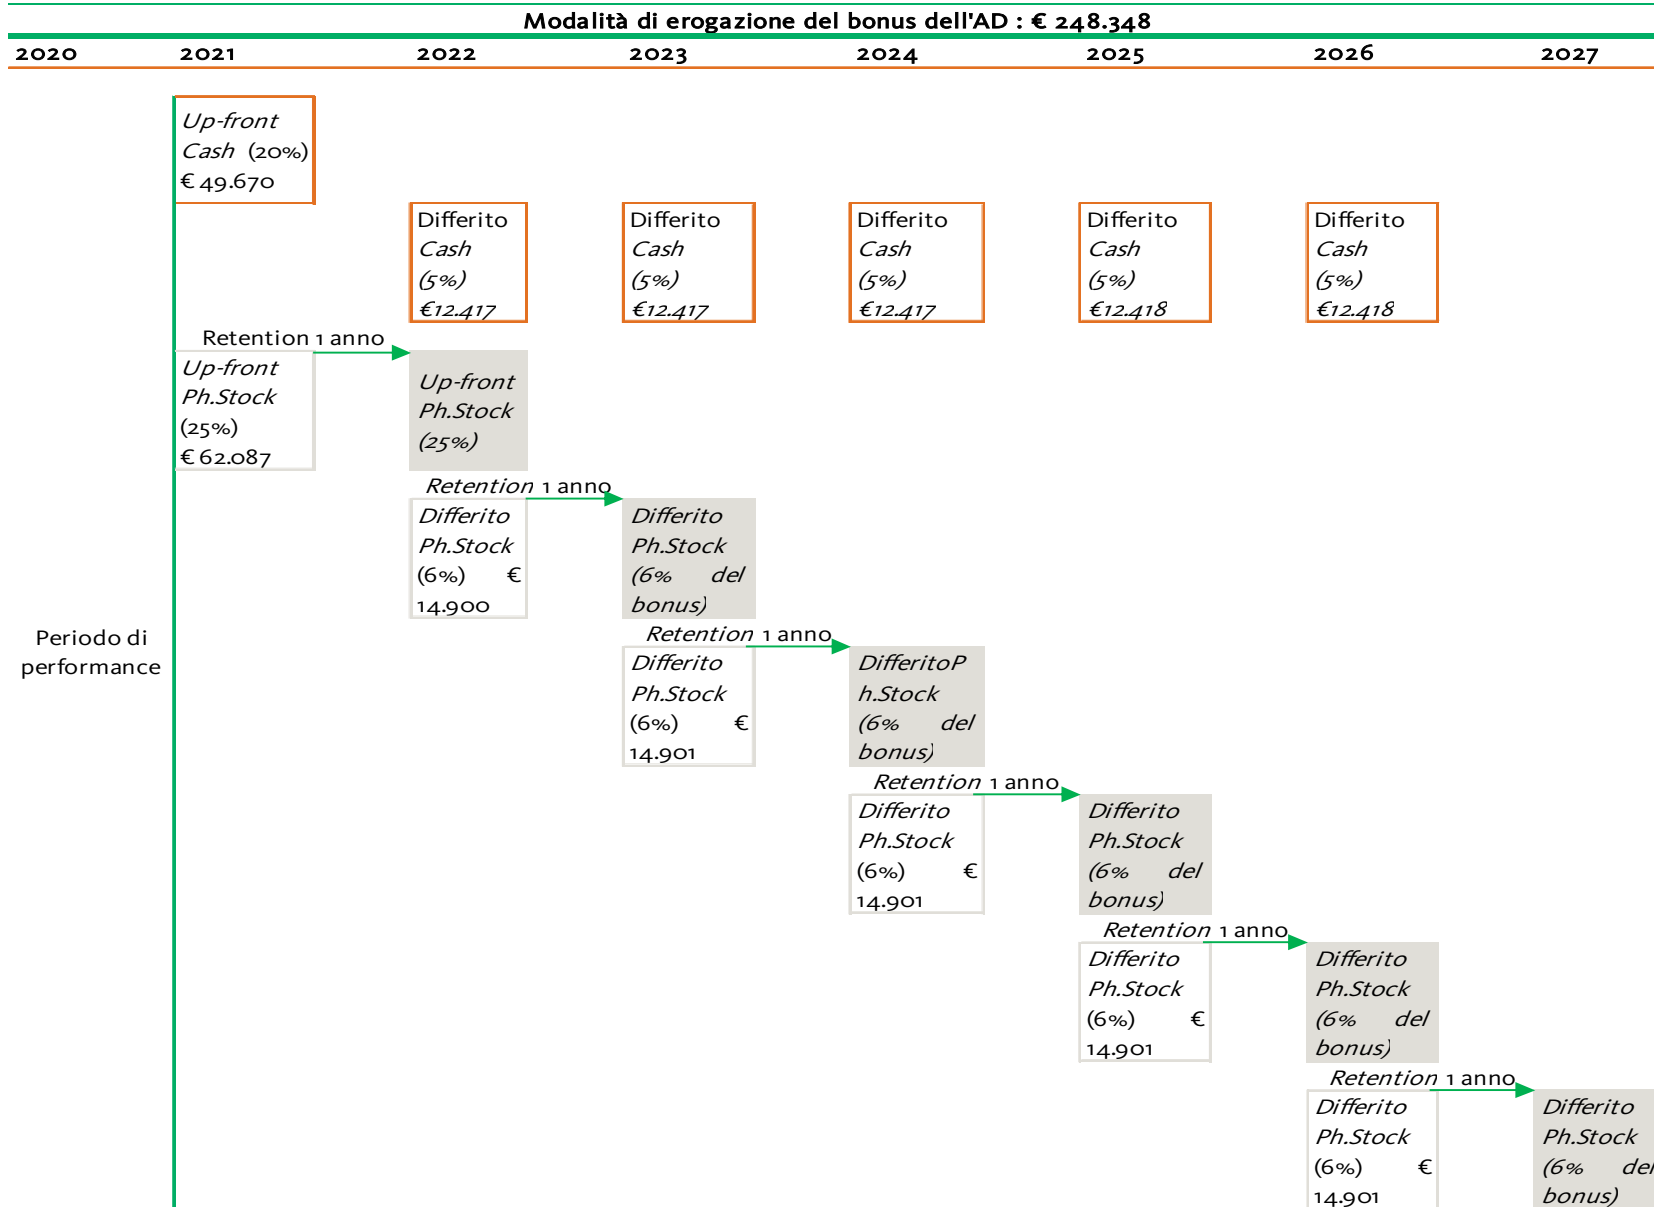 Modalità di erogazione del bonus dell'AD : € 248.348
2020 2021 2022 2023 2024 2025 2026 2027
Up-front
Cash (20%)
€ 49.670
Differito
Cash
(5%)
€12.417
Differito
Cash
(5%)
€12.417
Differito
Cash
(5%)
€12.417
Differito
Cash
(5%)
€12.418
Differito
Cash
(5%)
€12.418
Retention 1 anno
Up-front
Ph.Stock
(25%)
€ 62.087
Up-front
Ph.Stock
(25%)
Retention 1 anno
Differito
Ph.Stock
(6%) €
14.900
Differito
Ph.Stock
(6% del
bonus)
Periodo di
performance
Retention 1 anno
Differito
Ph.Stock
(6%) €
14.901
DifferitoP
h.Stock
(6% del
bonus)
Retention 1 anno
Differito
Ph.Stock
(6%) €
14.901
Differito
Ph.Stock
(6% del
bonus)
Retention 1 anno
Differito
Ph.Stock
(6%) €
14.901
Differito
Ph.Stock
(6% del
bonus)
Retention 1 anno
Differito
Ph.Stock
(6%) €
14.901
Differito
Ph.Stock
(6% del
bonus)